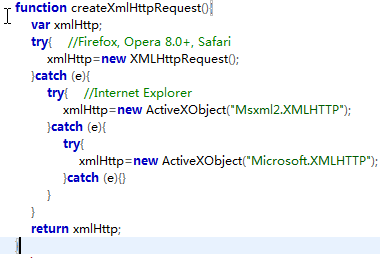 function createXmlHttpRequest(){
var xmlHttp;
try{ //Firefox, Opera 8.0+, Safari
xmlHttp=new XMLHttpRequest();
}catch (e){
try{ //Internet Explorer
xmlHttp=new ActiveXObject("Msxml2.XMLHTTP");
}catch (e){
try{
xmlHttp=new ActiveXObject("Microsoft.XMLHTTP");
}catch (e){}
}
}
return xmlHttp;
}